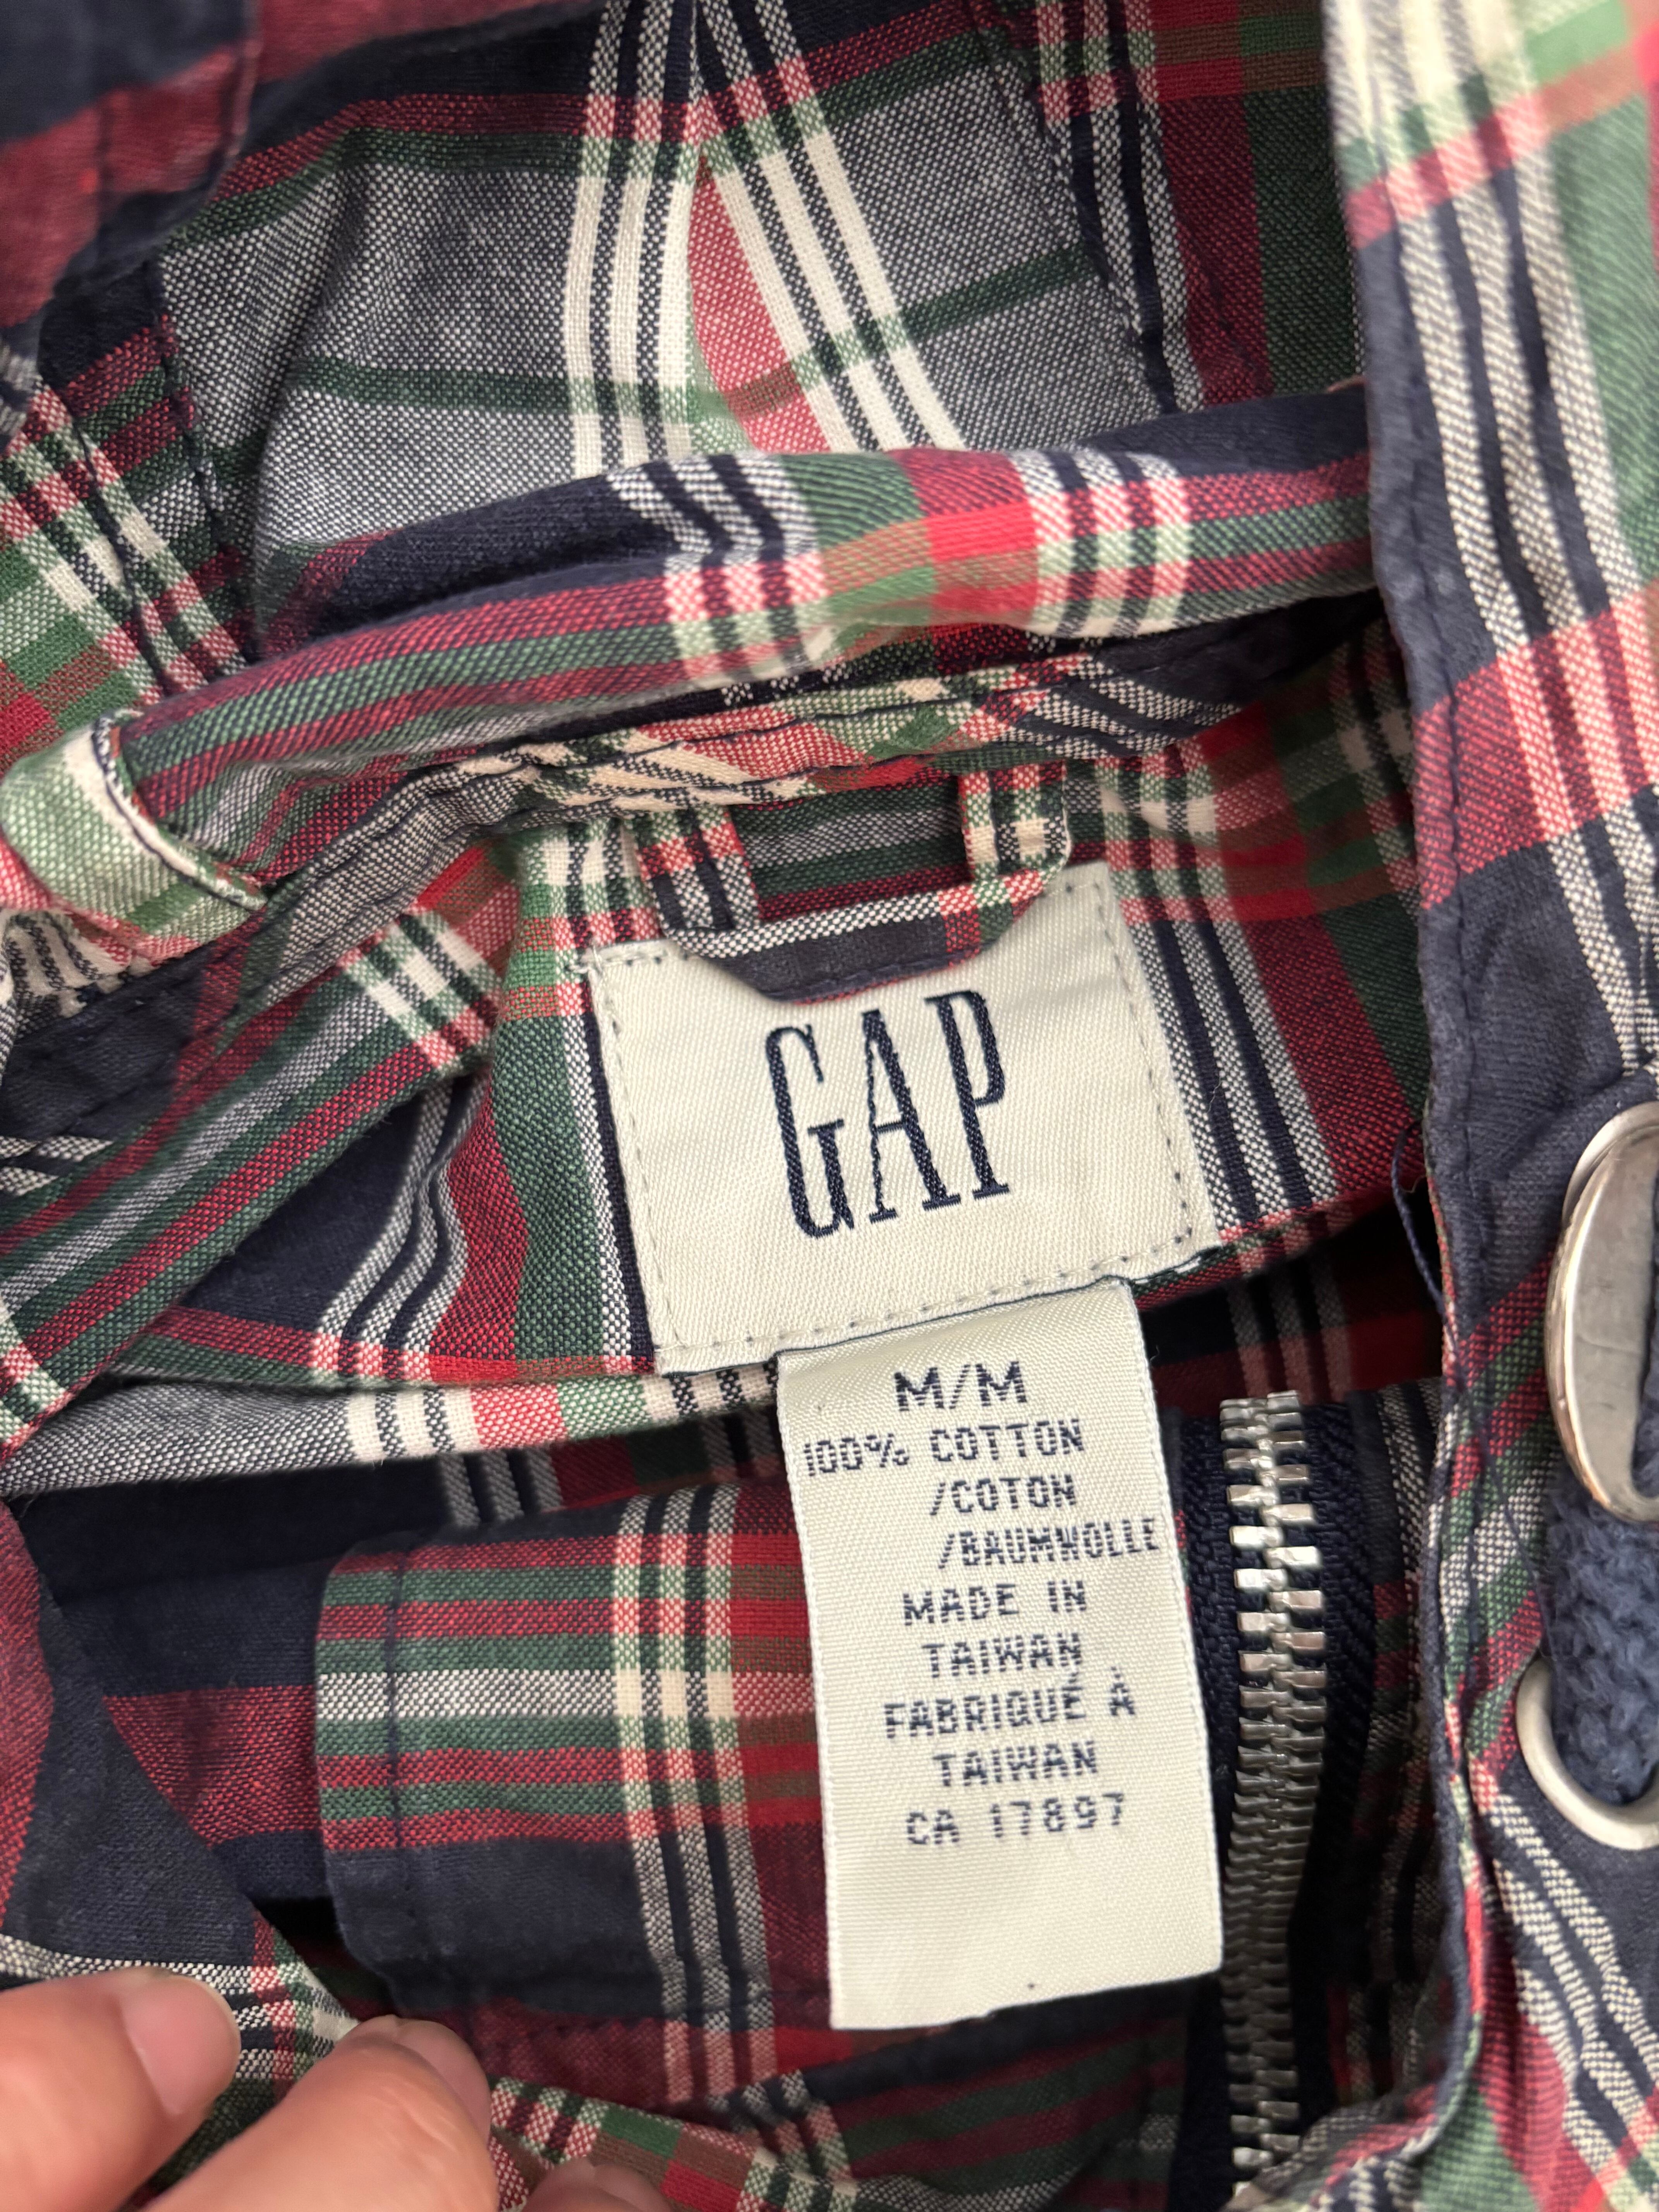 GAP
M/M
100% COTTON
/COTON
/BAUMWOLLE
MADE IN
TAIWAN
FABRIQUÉ À
TAIWAN
CA 17897